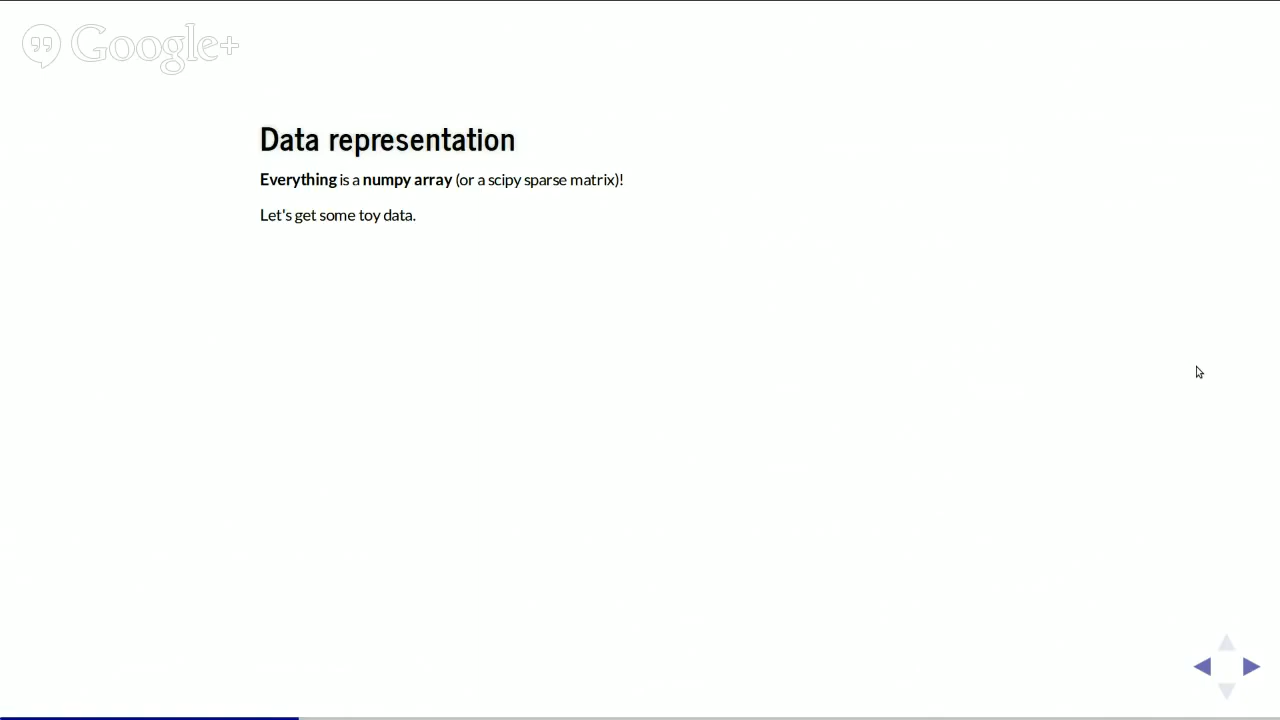 Google+
Data representation
Everything is a numpy array (or a scipy sparse matrix)!
Let's get some toy data.